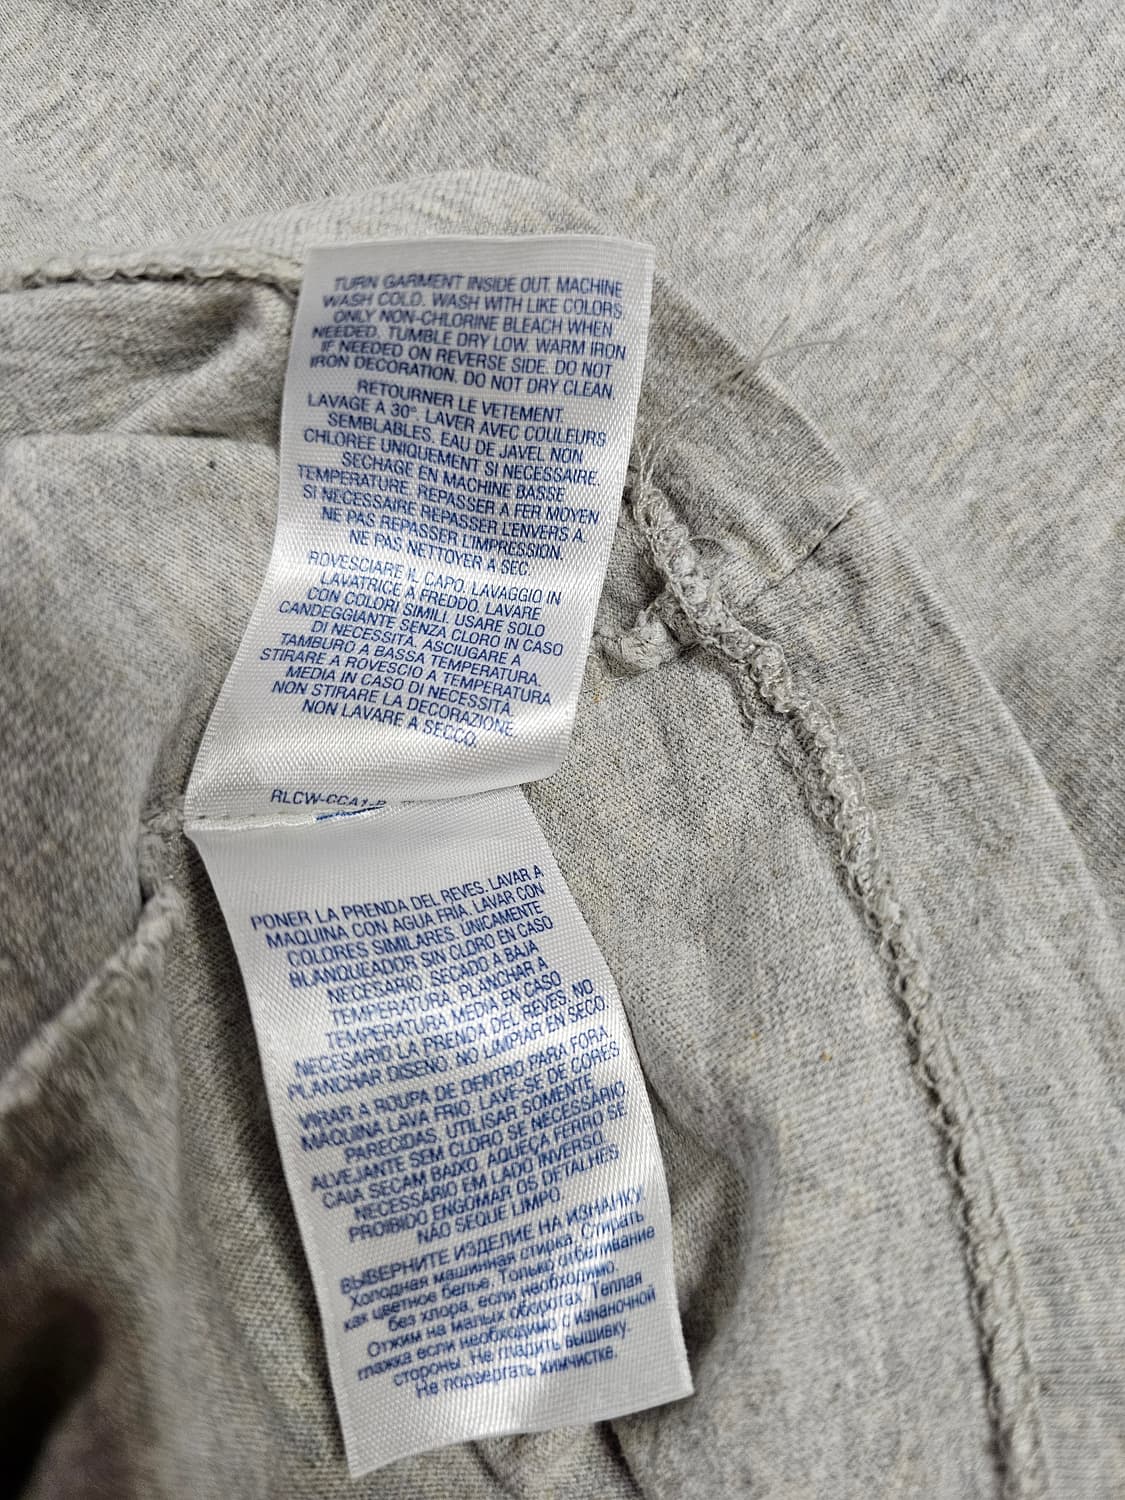 TURN GARMENT INSIDE OUT. MACHINE
WASH COLD. WASH WITH LIKE COLORS
ONLY NON-CHLORINE BLEACH WHEN
NEEDED. TUMBLE DRY LOW. WARM IRON
IF NEEDED ON REVERSE SIDE. DO NOT
IRON DECORATION. DO NOT DRY CLEAN.
RETOURNER LE VETEMENT.
LAVAGE A 30°. LAVER AVEC COULEURS
SEMBLABLES. EAU DE JAVEL NON
CHLOREE UNIQUEMENT SI NECESSAIRE.
SECHAGE EN MACHINE BASSE
TEMPERATURE. REPASSER A FER MOYEN
SI NECESSAIRE REPASSER L'ENVERS A.
NE PAS REPASSER L'IMPRESSION.
NE PAS NETTOYER A SEC.
ROVESCIARE IL CAPO. LAVAGGIO IN
LAVATRICE A FREDDO. LAVARE
CON COLORI SIMILI. USARE SOLO
CANDEGGIANTE SENZA CLORO IN CASO
DI NECESSITÀ. ASCIUGARE A
TAMBURO A BASSA TEMPERATURA.
STIRARE A ROVESCIO A TEMPERATURA
MEDIA IN CASO DI NECESSITÀ.
NON STIRARE LA DECORAZIONE.
NON LAVARE A SECCO.
RLCW-CCA1-
PONER LA PRENDA DEL REVES. LAVAR A
MAQUINA CON AGUA FRIA. LAVAR CON
COLORES SIMILARES. UNICAMENTE
BLANQUEADOR SIN CLORO EN CASO
NECESARIO. SECADO A BAJA
TEMPERATURA. PLANCHAR A
TEMPERATURA MEDIA EN CASO
NECESARIO LA PRENDA DEL REVES. NO
PLANCHAR DISENO. NO LIMPIAR EN SECO.
VIRAR A ROUPA DE DENTRO PARA FORA.
MAQUINA LAVA FRIO. LAVE-SE DE CORES
PARECIDAS. UTILISAR SOMENTE
ALVEJANTE SEM CLORO SE NECESSÁRIO
CAIA SECAM BAIXO. AQUEÇA FERRO SE
NECESSÁRIO EM LADO INVERSO.
PROIBIDO ENGOMAR OS DETALHES
NÃO SEQUE LIMPO.
ВЫВЕРНИТЕ ИЗДЕЛИЕ НА ИЗНАНКУ!
Холодная машинная стирка. Стирать
как цветное белье. Только отбеливание
без хлора, если необходимо.
Отжим на малых оборотах. Теплая
глажка если необходимо с изнаночной
стороны. Не гладить вышивку.
Не подвергать химчистке.